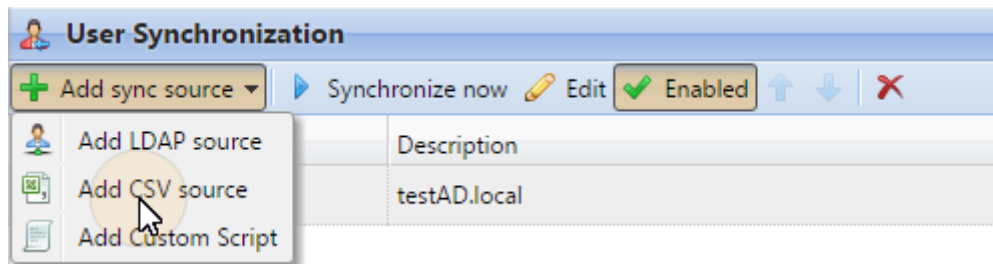 User Synchronization
Add sync source Synchronize now Edit Enabled
Add LDAP source Description
Add CSV source testAD.local
Add Custom Script